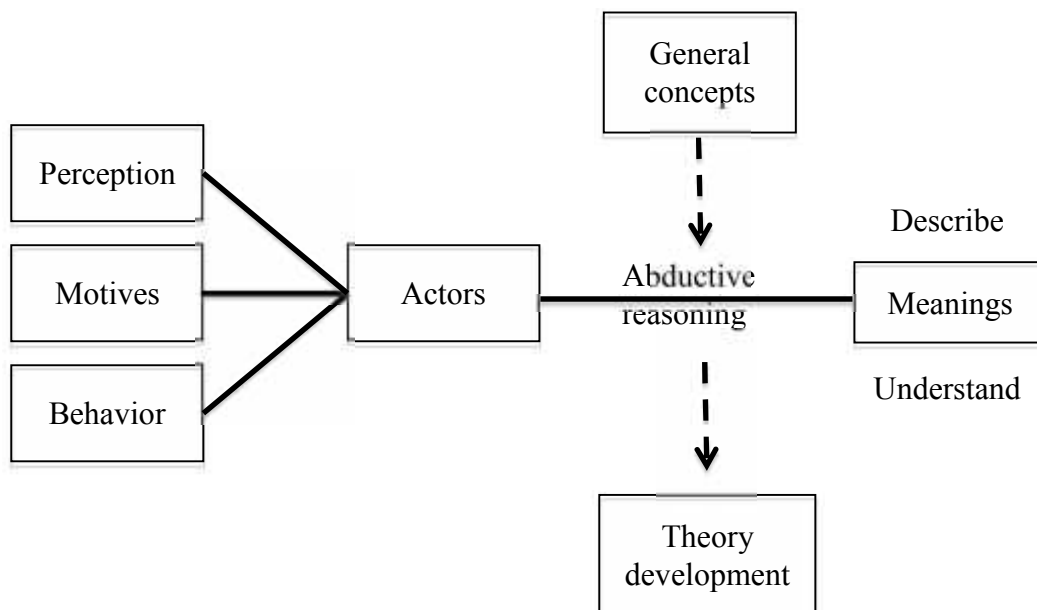 General
concepts
Perception
Describe
Motives
Actors
Abductive
reasoning
Meanings
Behavior
Understand
Theory
development